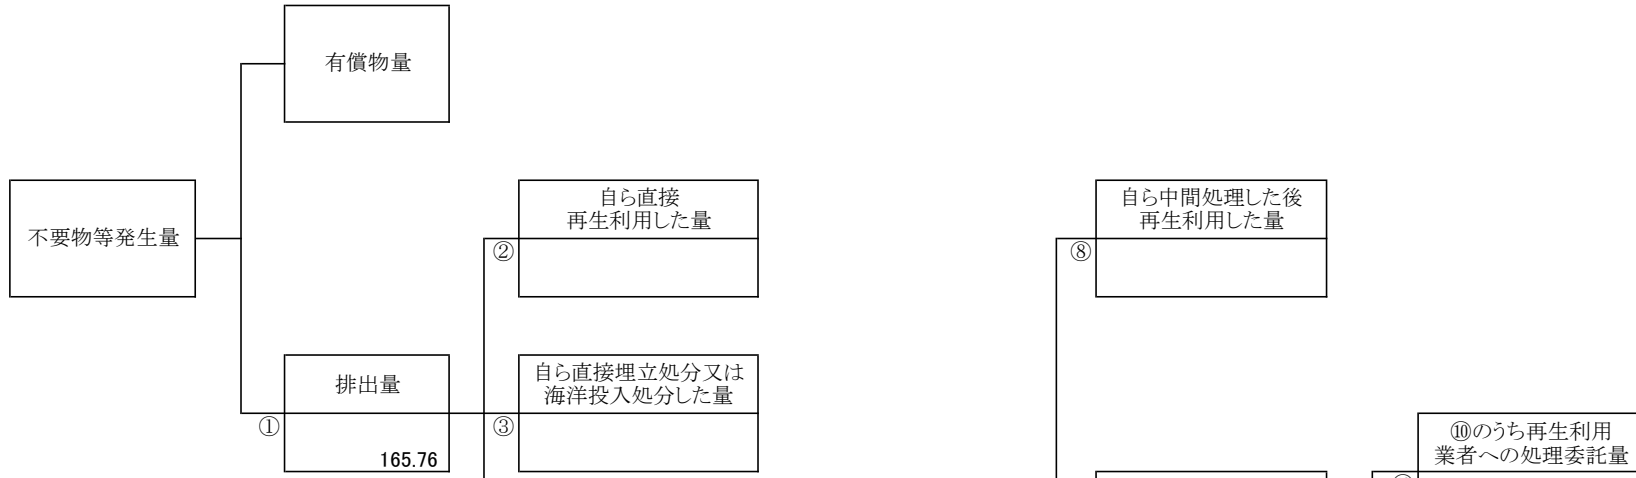 有償物量
不要物等発生量
自ら直接
再生利用した量
②
自ら中間処理した後
再生利用した量
⑧
排出量
①
165.76
自ら直接埋立処分又は
海洋投入処分した量
③
⑩のうち再生利用
業者への処理委託量